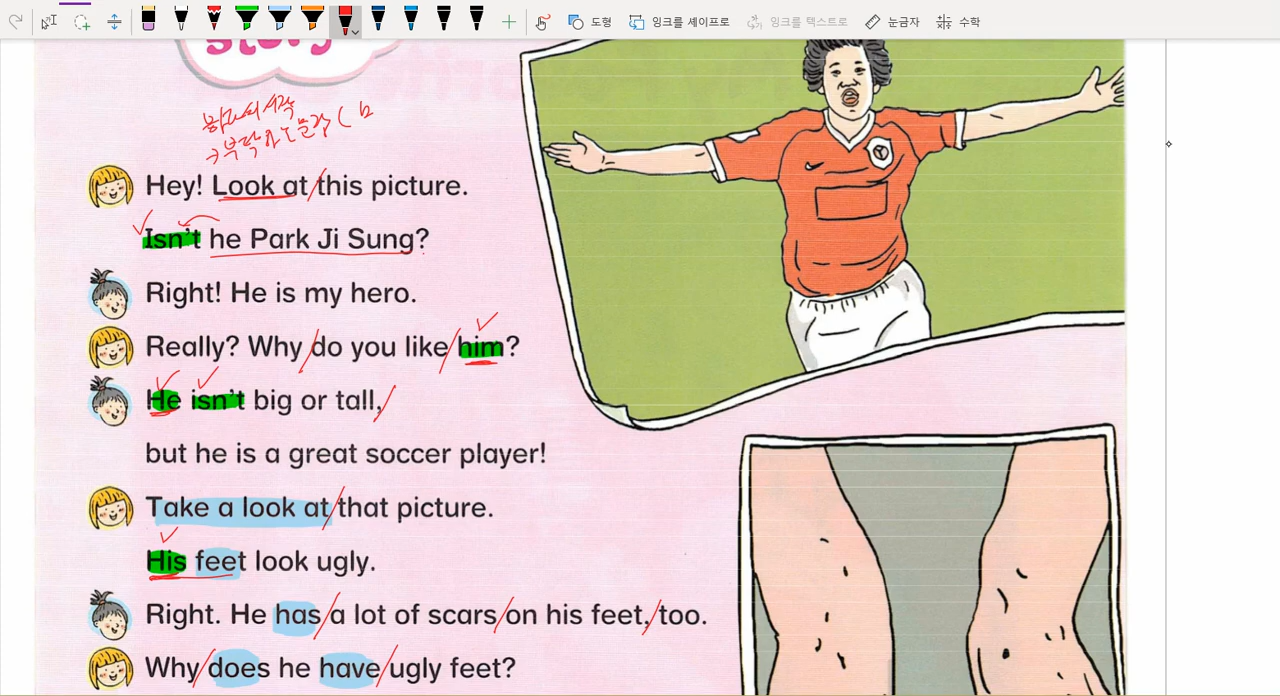 도형 잉크를 셰이프로 잉크를 텍스트로 눈금자 수학
story
Hey! Look at this picture.
Isn't he Park Ji Sung?
Right! He is my hero.
Really? Why do you like him?
He isn't big or tall,
but he is a great soccer player!
Take a look at that picture.
His feet look ugly.
Right. He has a lot of scars on his feet, too.
Why does he have ugly feet?